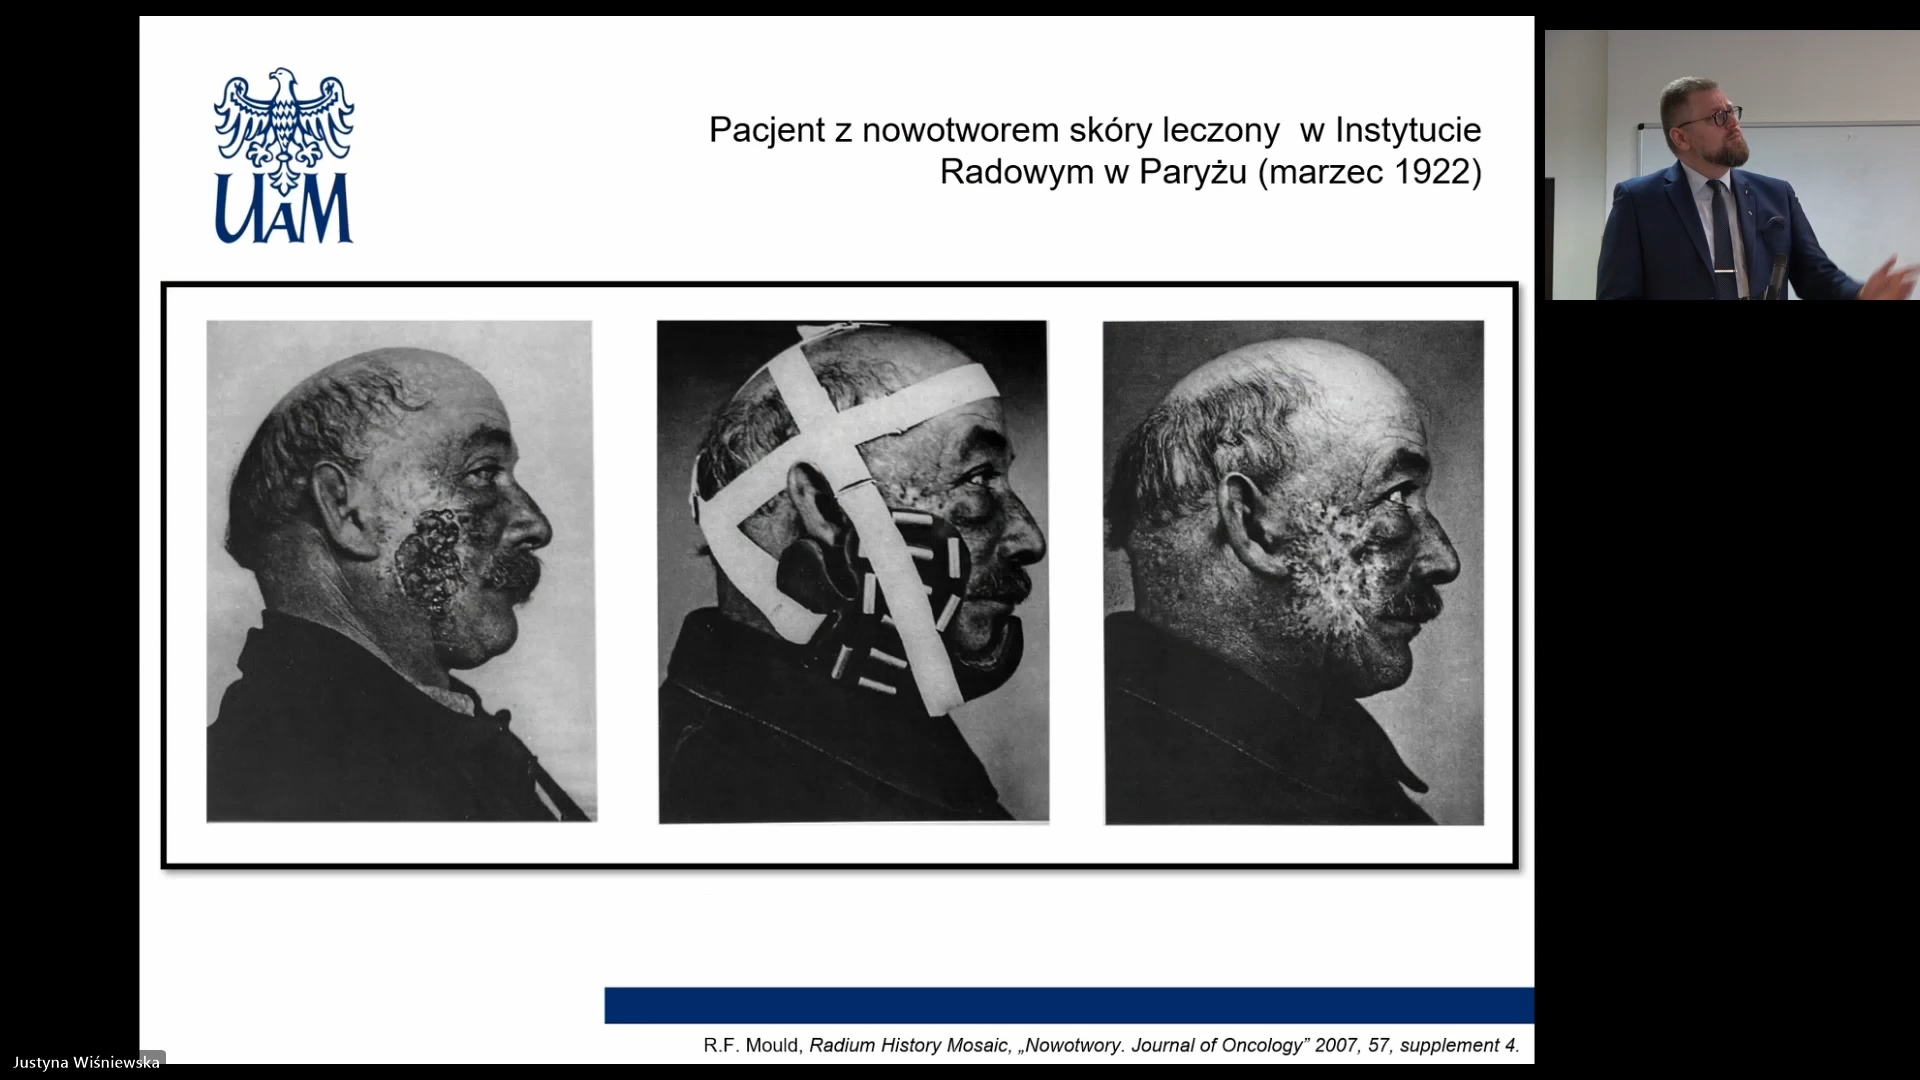 UAM
Pacjent z nowotworem skóry leczony  w Instytucie
Radowym w Paryżu (marzec 1922)
R.F. Mould, Radium History Mosaic, „Nowotwory. Journal of Oncology” 2007, 57, supplement 4.
Justyna Wiśniewska